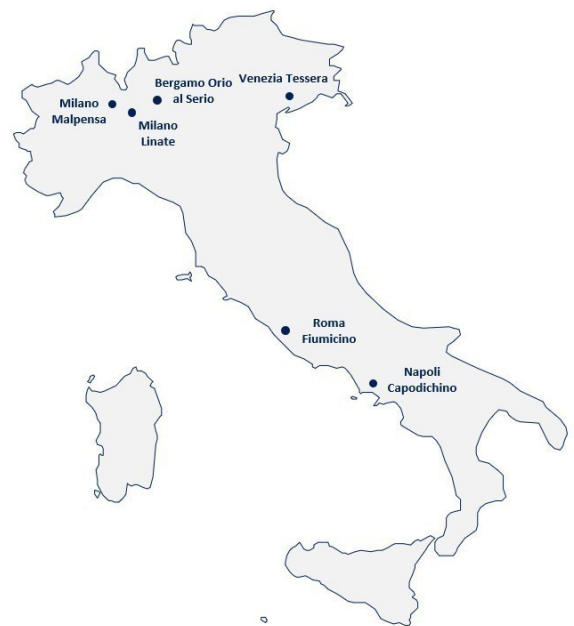 Bergamo Orio
al Serio
Venezia Tessera
Milano
Malpensa
Milano
Linate
Roma
Fiumicino
Napoli
Capodichino